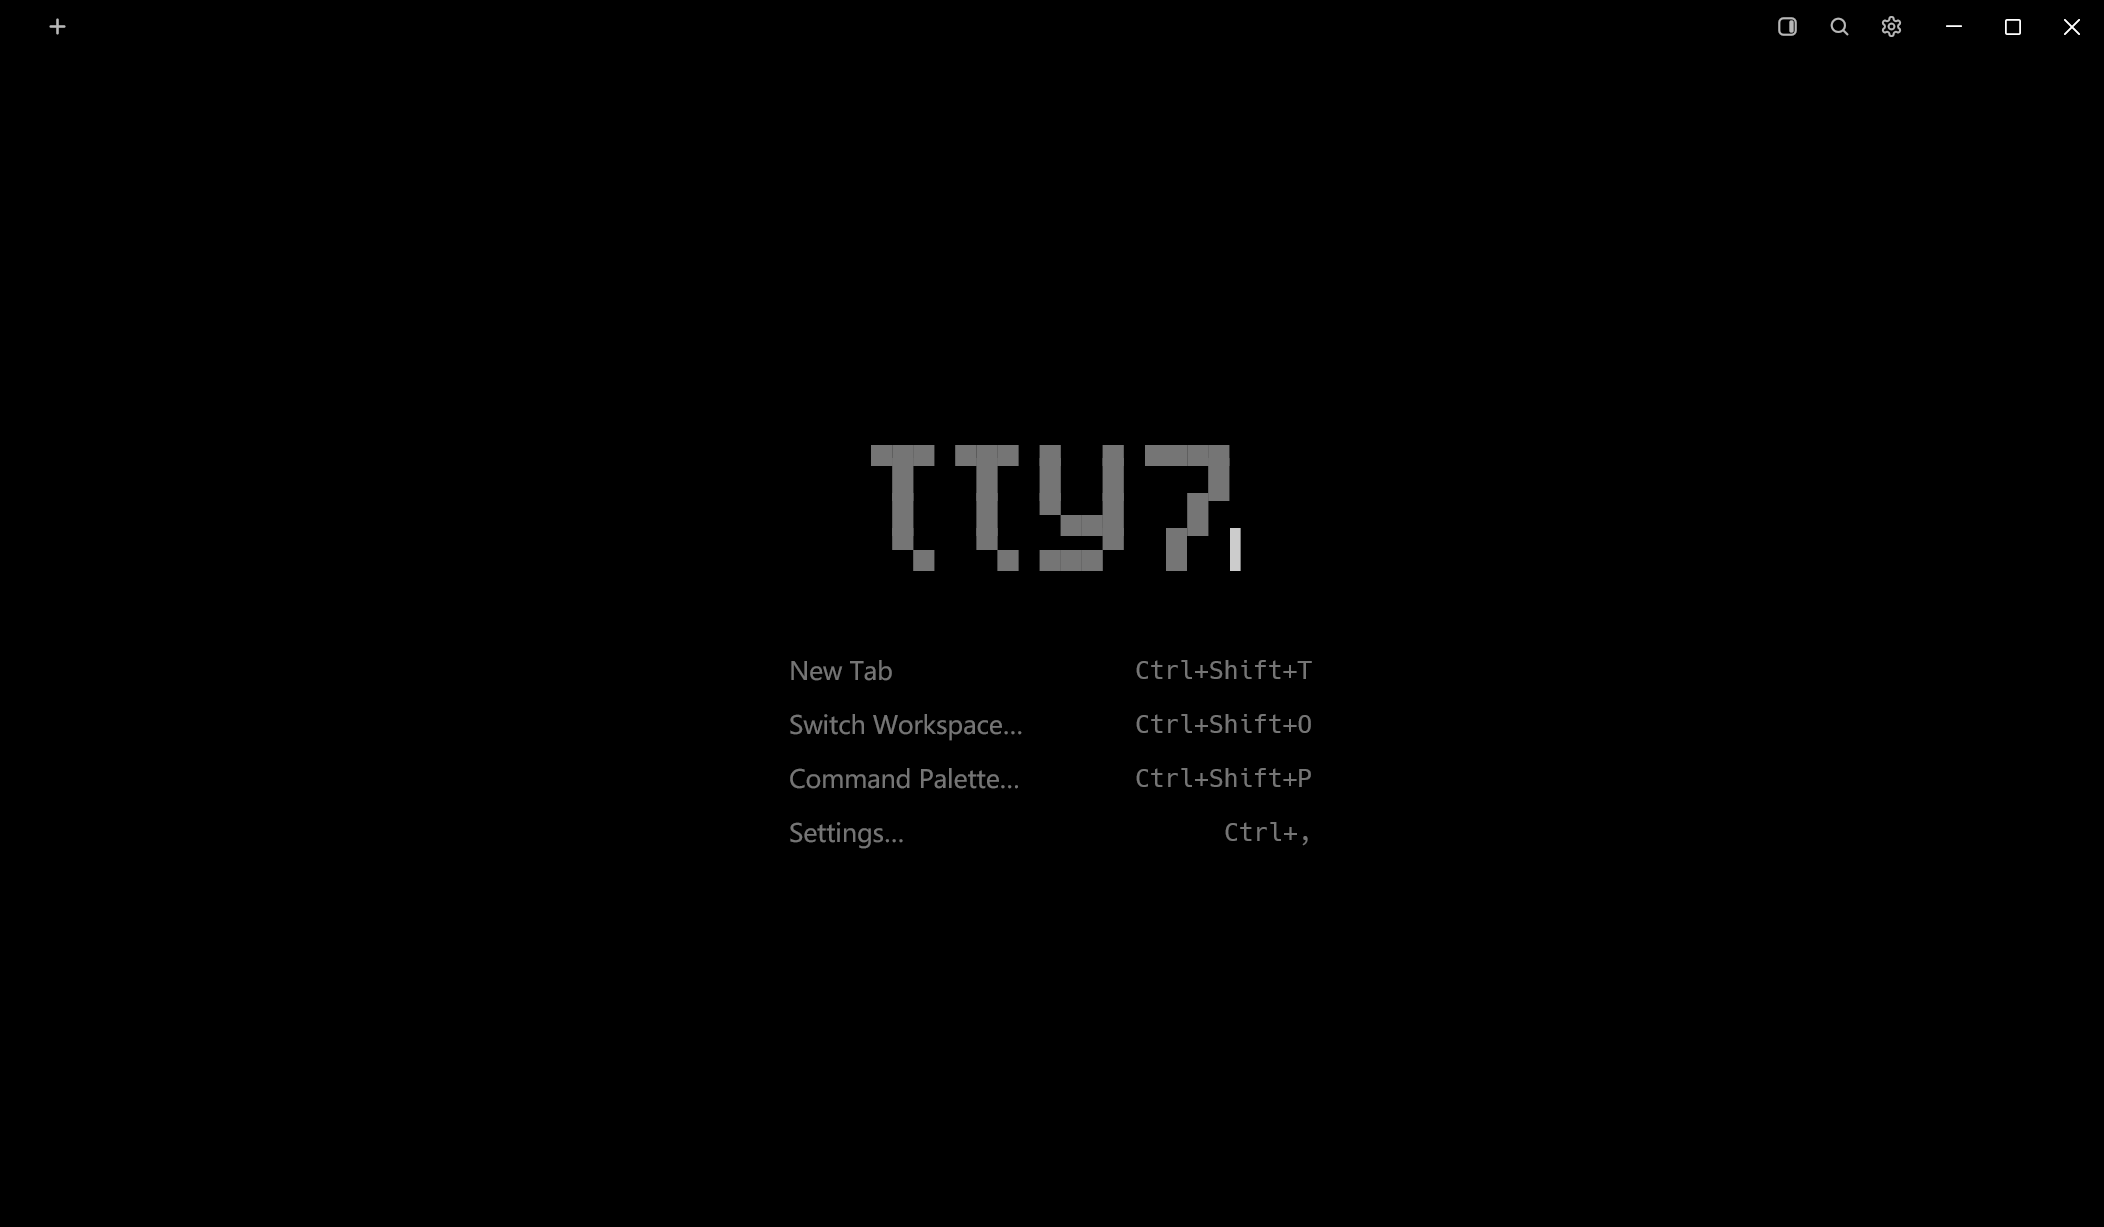 TTY7
New Tab Ctrl+Shift+T
Switch Workspace... Ctrl+Shift+O
Command Palette... Ctrl+Shift+P
Settings... Ctrl+,